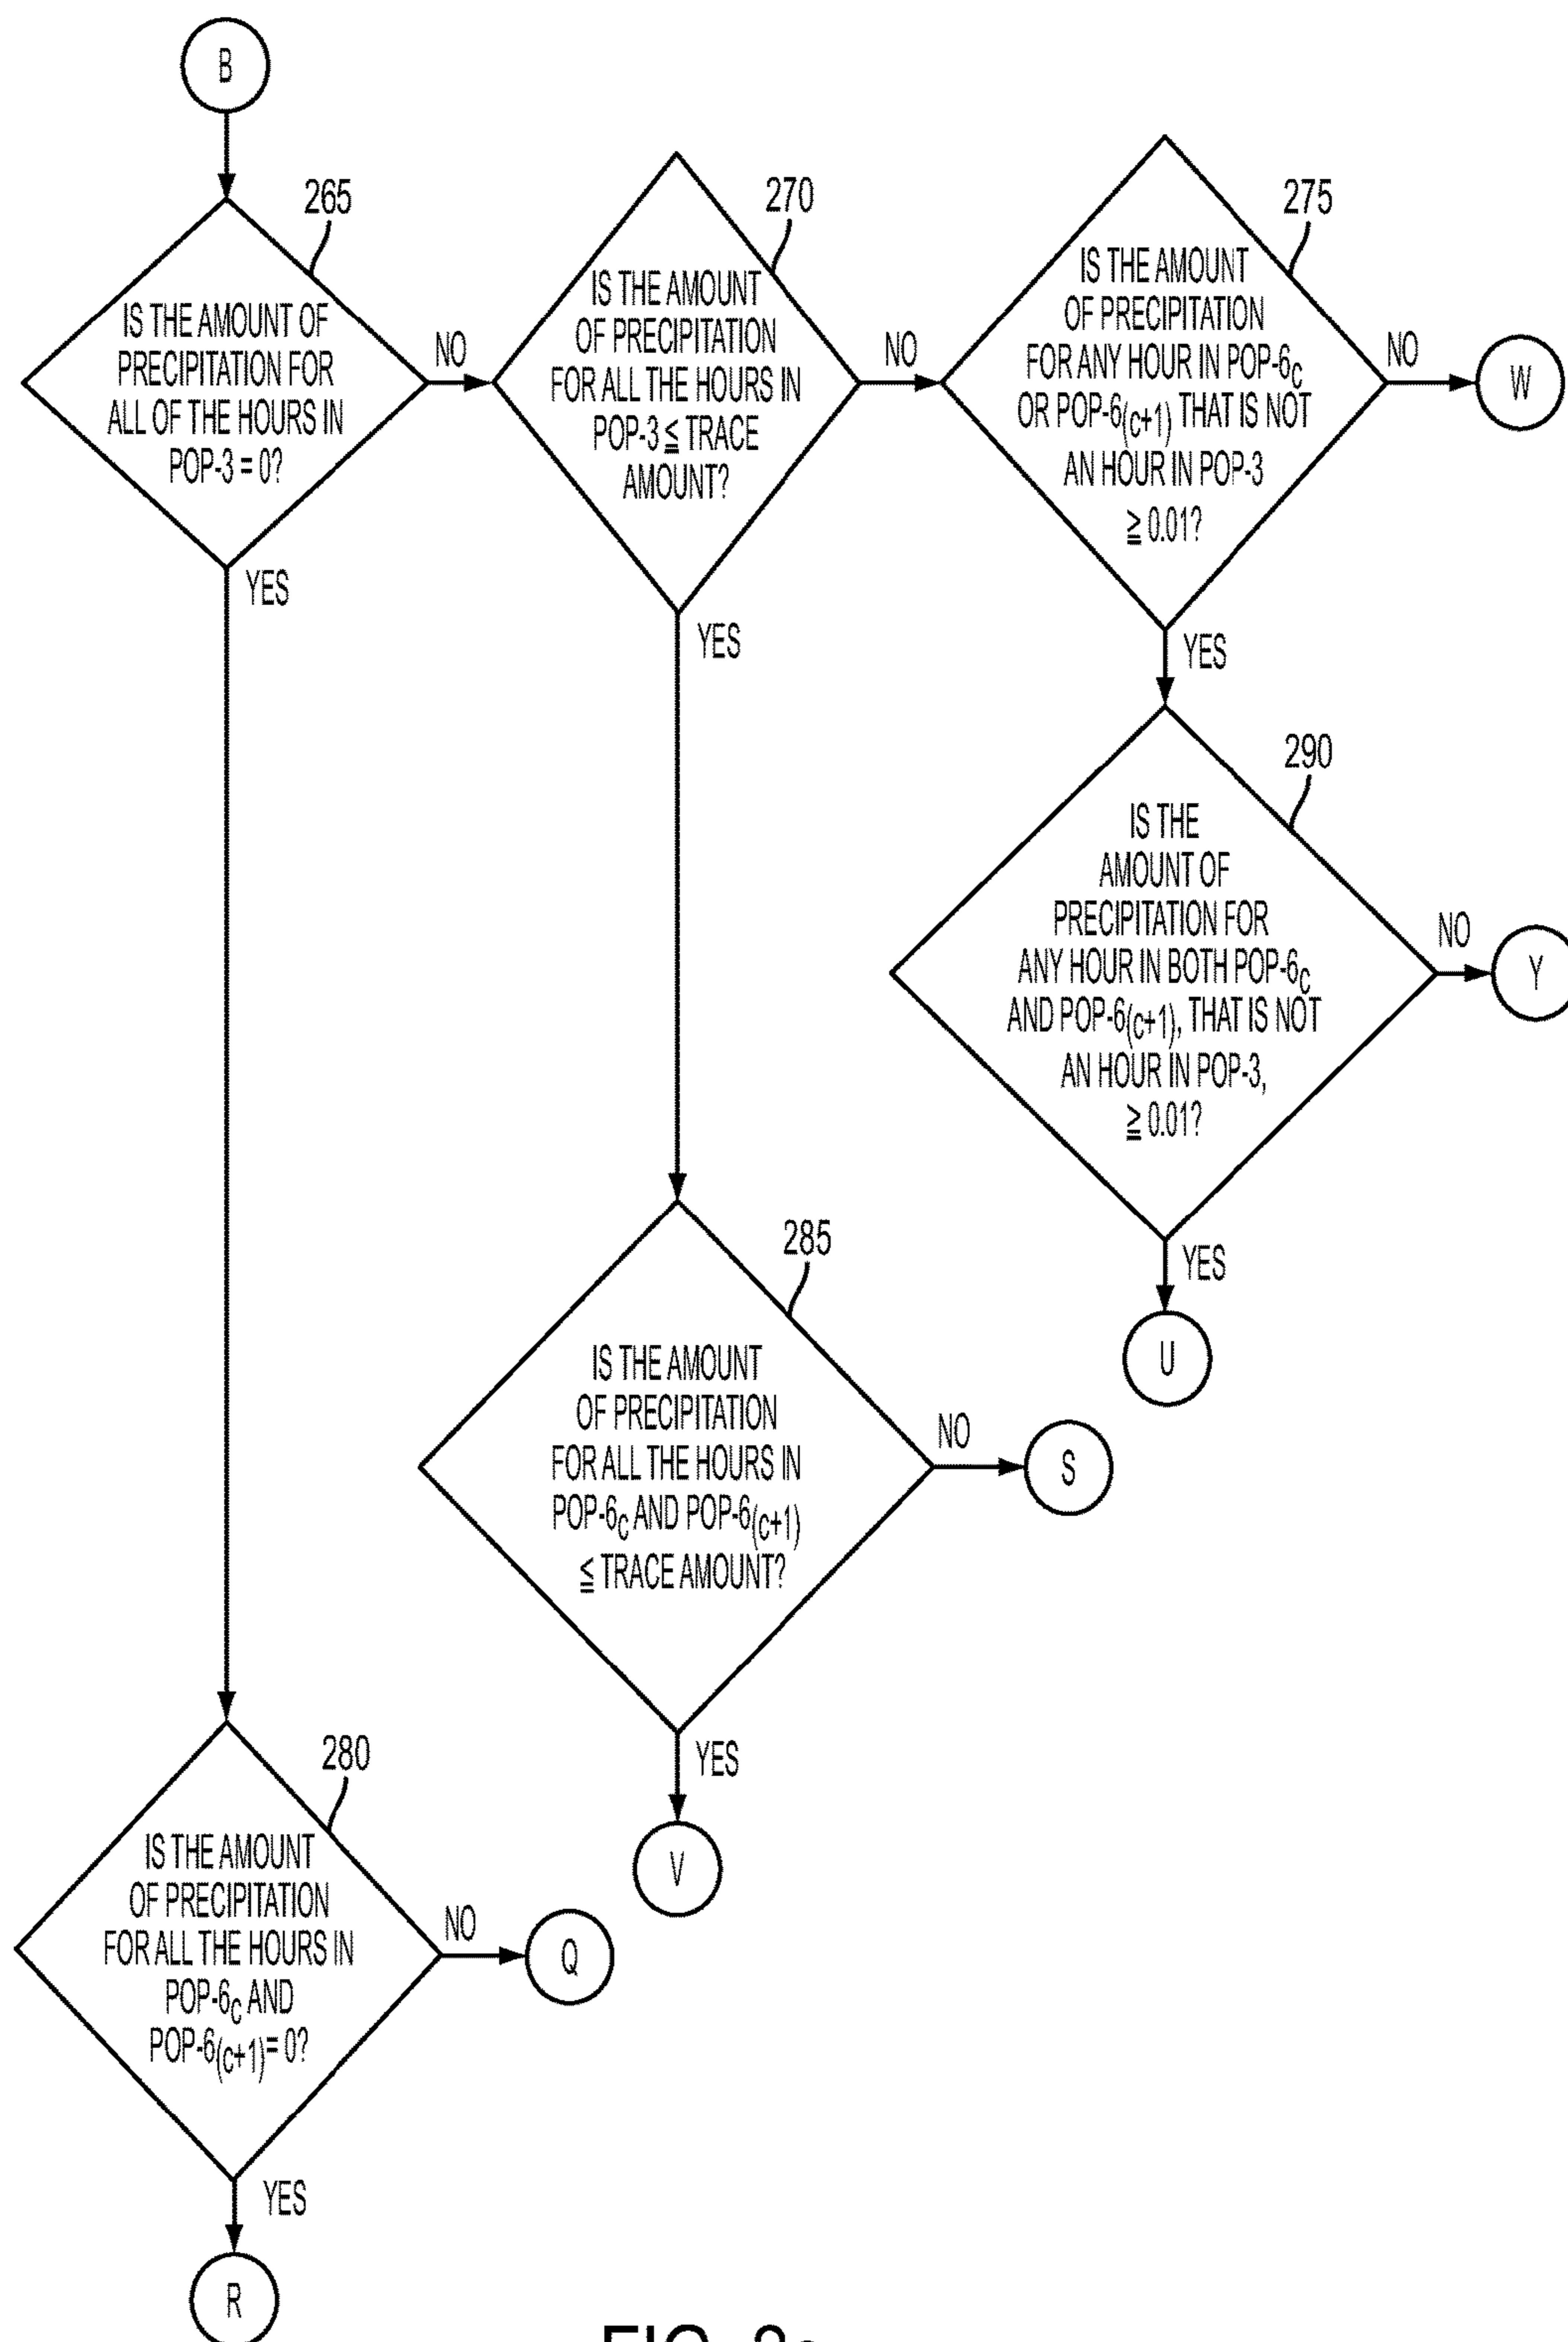 B
265
IS THE AMOUNT OF
PRECIPITATION FOR
ALL OF THE HOURS IN
POP-3 = 0?
NO
YES
270
IS THE AMOUNT
OF PRECIPITATION
FOR ALL THE HOURS IN
POP-3 ≦ TRACE
AMOUNT?
NO
YES
275
IS THE AMOUNT
OF PRECIPITATION
FOR ANY HOUR IN POP-6c
OR POP-6(c+1) THAT IS NOT
AN HOUR IN POP-3
≧ 0.01?
NO
W
YES
290
IS THE
AMOUNT OF
PRECIPITATION FOR
ANY HOUR IN BOTH POP-6c
AND POP-6(c+1), THAT IS NOT
AN HOUR IN POP-3,
≧ 0.01?
NO
Y
YES
U
285
IS THE AMOUNT
OF PRECIPITATION
FOR ALL THE HOURS IN
POP-6c AND POP-6(c+1)
≦ TRACE AMOUNT?
NO
S
YES
V
280
IS THE AMOUNT
OF PRECIPITATION
FOR ALL THE HOURS IN
POP-6c AND
POP-6(c+1)= 0?
NO
Q
YES
R